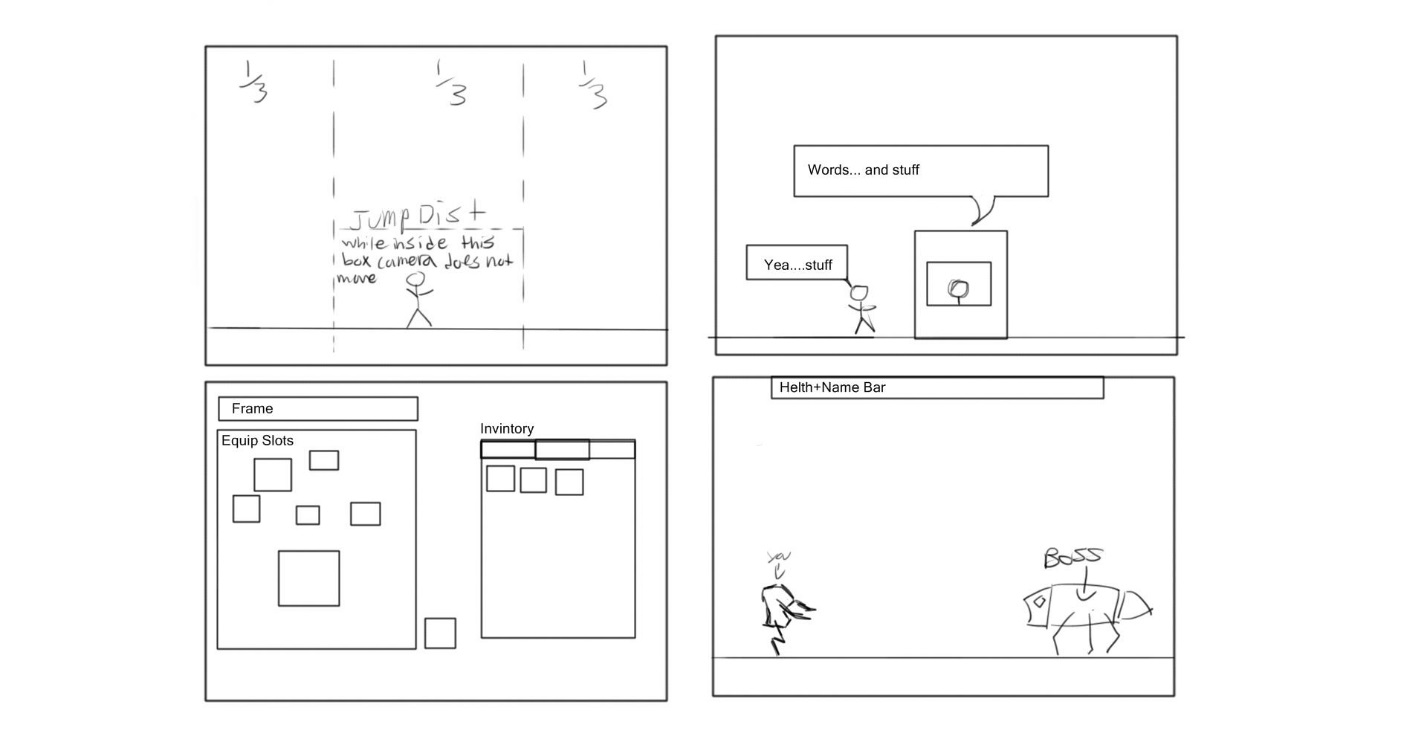 1/3
1/3
1/3
Jump Dist
while inside this
box camera does not
move
Words... and stuff
Yea....stuff
Frame
Equip Slots
Invintory
Helth+Name Bar
you
BOSS